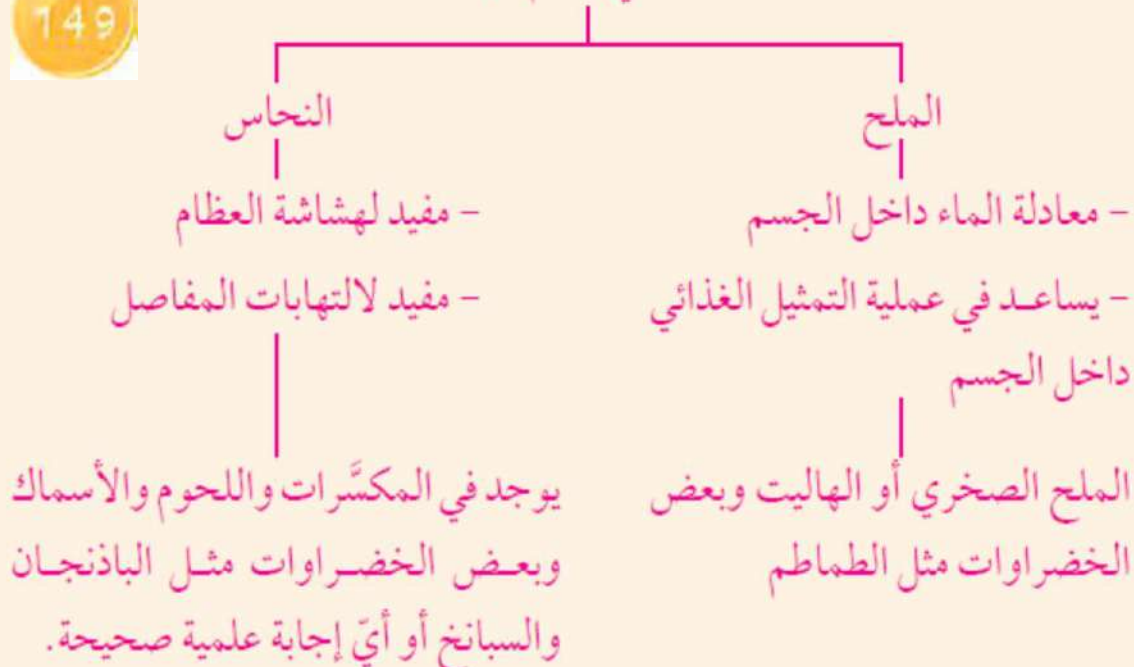 149
الملح
– معادلة الماء داخل الجسم
– يساعد في عملية التمثيل الغذائي
داخل الجسم
الملح الصخري أو الهاليت وبعض
الخضراوات مثل الطماطم
النحاس
– مفيد لهشاشة العظام
– مفيد لالتهابات المفاصل
يوجد في المكسَّرات واللحوم والأسماك
وبعض الخضراوات مثل الباذنجان
والسبانخ أو أيّ إجابة علمية صحيحة.